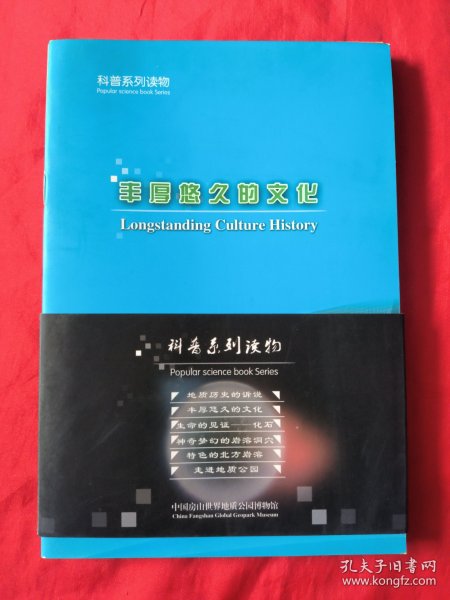 科普系列读物
Popular science book Series
丰厚悠久的文化
Longstanding Culture History
科普系列读物
Popular science book Series
地质历史的诉说
丰厚悠久的文化
生命的见证——化石
神奇梦幻的岩溶洞穴
特色的北方岩溶
走进地质公园
中国房山世界地质公园博物馆
China Fangshan Global Geopark Museum
孔夫子旧书网
www.kongfz.com